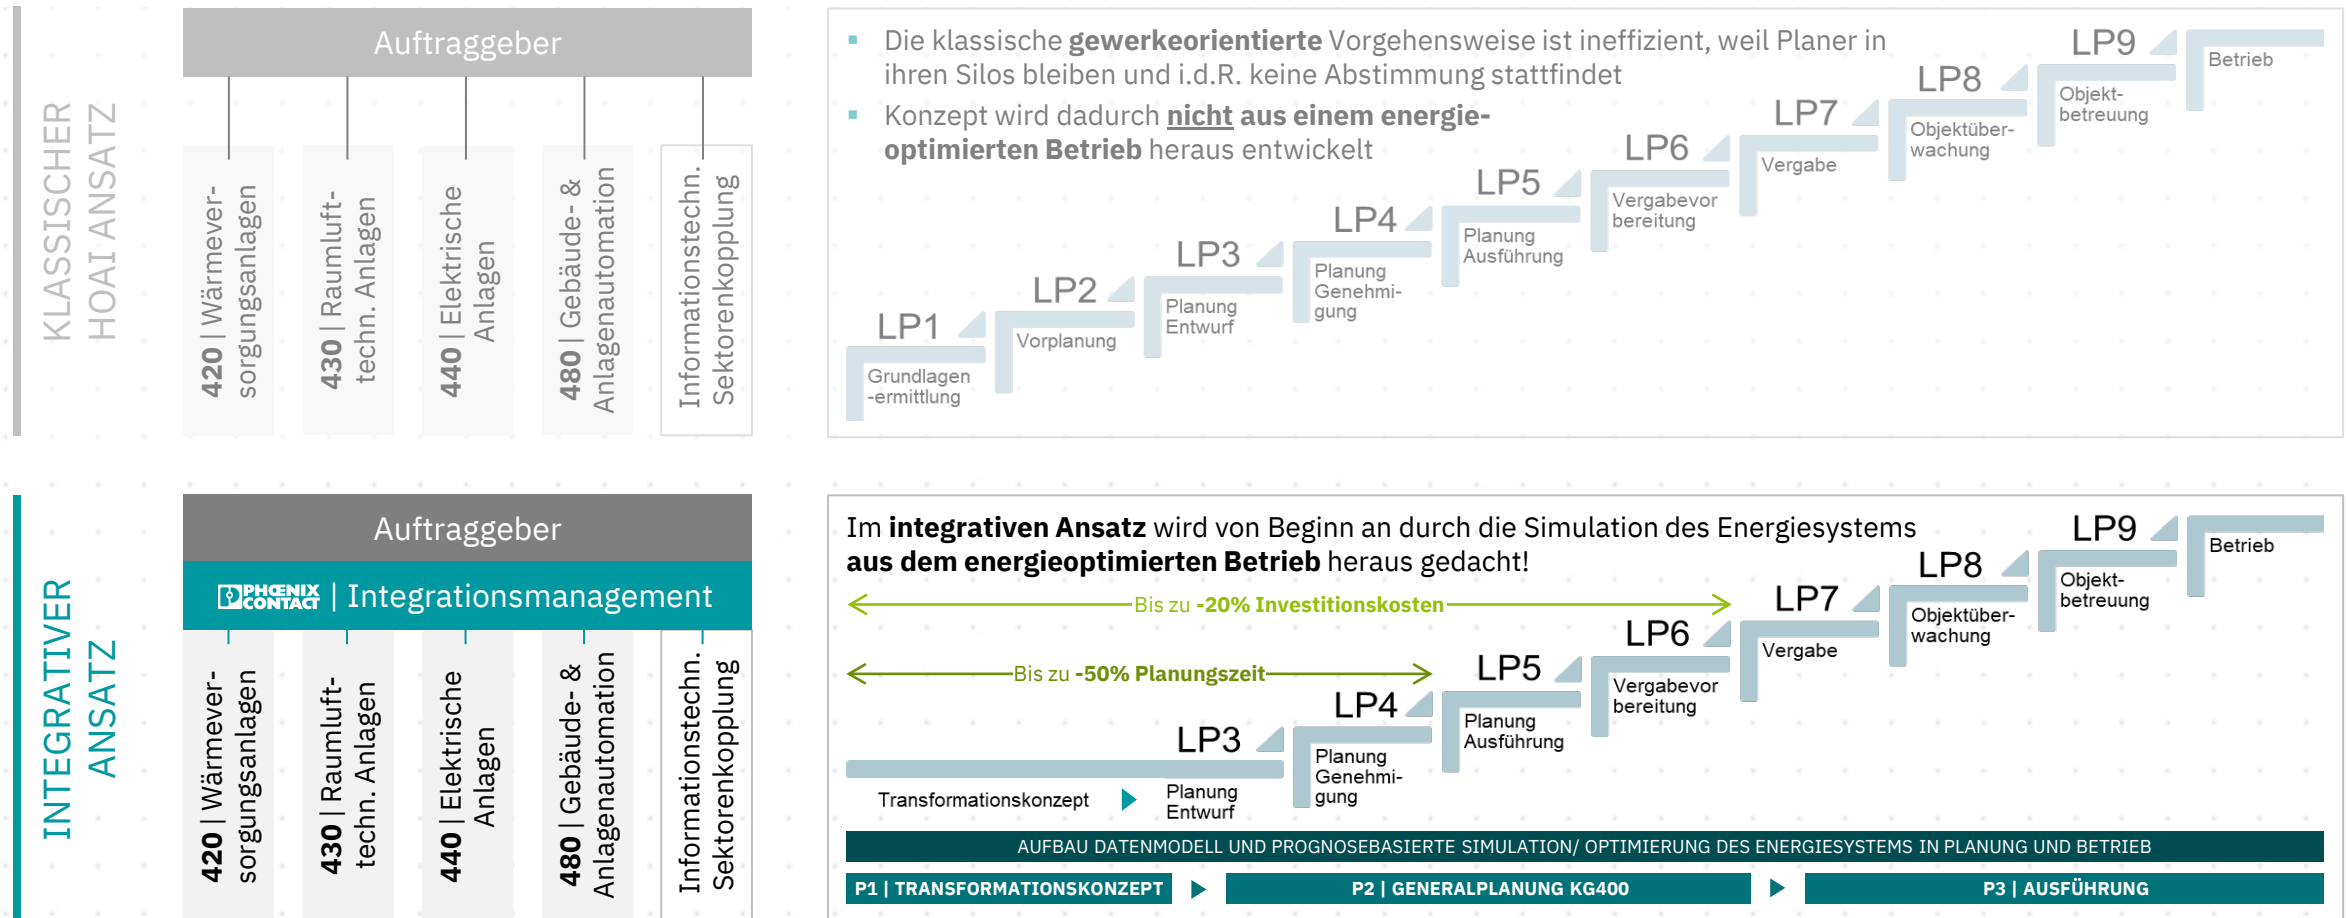 KLASSISCHER
HOAI ANSATZ
Auftraggeber
420 | Wärmever-
sorgungsanlagen
430 | Raumluft-
techn. Anlagen
440 | Elektrische
Anlagen
480 | Gebäude- &
Anlagenautomation
Informationstechn.
Sektorenkopplung
▪ Die klassische gewerkeorientierte Vorgehensweise ist ineffizient, weil Planer in
ihren Silos bleiben und i.d.R. keine Abstimmung stattfindet
▪ Konzept wird dadurch nicht aus einem energie-
optimierten Betrieb heraus entwickelt
LP1
Grundlagen
-ermittlung
LP2
Vorplanung
LP3
Planung
Entwurf
LP4
Planung
Genehmi-
gung
LP5
Planung
Ausführung
LP6
Vergabevor
bereitung
LP7
Vergabe
LP8
Objektüber-
wachung
LP9
Objekt-
betreuung
Betrieb
INTEGRATIVER
ANSATZ
Auftraggeber
PHŒNIX
CONTACT | Integrationsmanagement
420 | Wärmever-
sorgungsanlagen
430 | Raumluft-
techn. Anlagen
440 | Elektrische
Anlagen
480 | Gebäude- &
Anlagenautomation
Informationstechn.
Sektorenkopplung
Im integrativen Ansatz wird von Beginn an durch die Simulation des Energiesystems
aus dem energieoptimierten Betrieb heraus gedacht!
Bis zu -20% Investitionskosten
Bis zu -50% Planungszeit
Transformationskonzept
LP3
Planung
Entwurf
LP4
Planung
Genehmi-
gung
LP5
Planung
Ausführung
LP6
Vergabevor
bereitung
LP7
Vergabe
LP8
Objektüber-
wachung
LP9
Objekt-
betreuung
Betrieb
AUFBAU DATENMODELL UND PROGNOSEBASIERTE SIMULATION/ OPTIMIERUNG DES ENERGIESYSTEMS IN PLANUNG UND BETRIEB
P1 | TRANSFORMATIONSKONZEPT
P2 | GENERALPLANUNG KG400
P3 | AUSFÜHRUNG